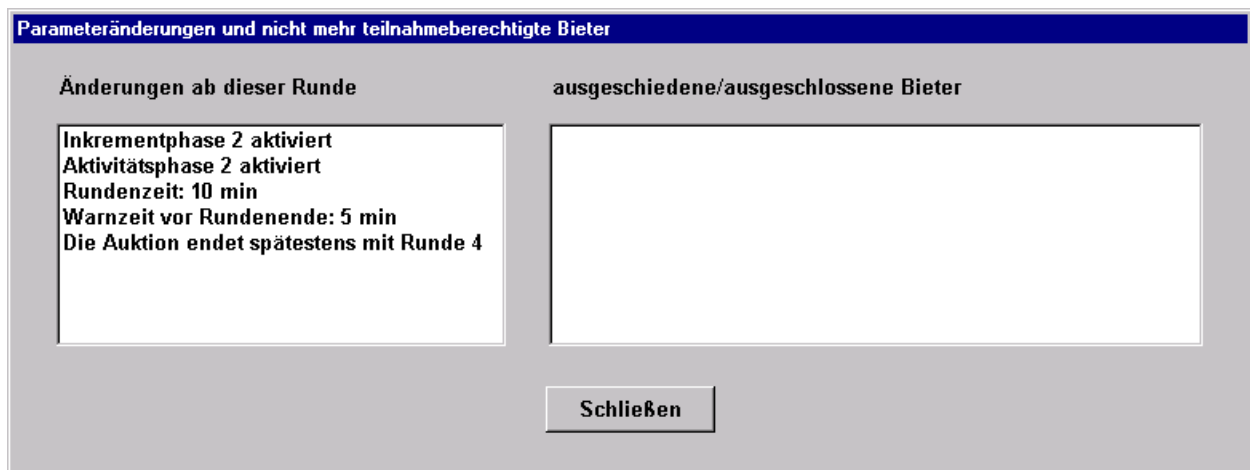 Parameteränderungen und nicht mehr teilnahmeberechtigte Bieter
Änderungen ab dieser Runde
ausgeschiedene/ausgeschlossene Bieter
Inkrementphase 2 aktiviert
Aktivitätsphase 2 aktiviert
Rundenzeit: 10 min
Warnzeit vor Rundenende: 5 min
Die Auktion endet spätestens mit Runde 4
Schließen